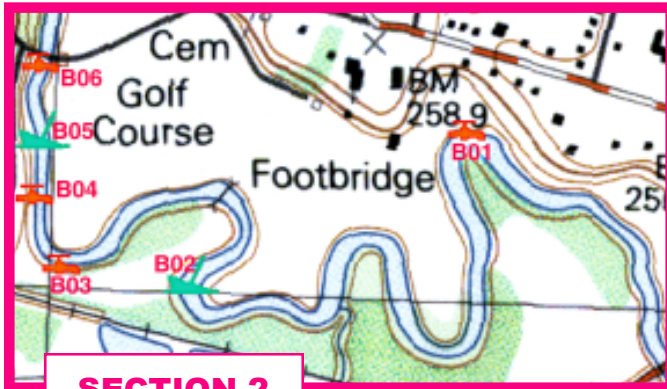 Cem
B06
Golf
Course
B05
BM
258.9
B01
Footbridge
B04
B02
B03
SECTION 2